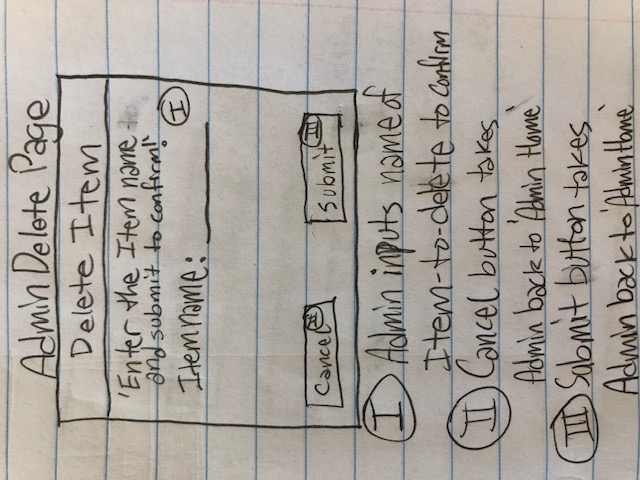 Admin Delete Page
Delete Item
'Enter the Item name
and submit to confirm!'
Item name:
I
Cancel II
Submit III
I Admin inputs name of
Item-to-delete to confirm
II Cancel button takes
Admin back to 'Admin Home'
III Submit button takes
Admin back to 'Admin Home'